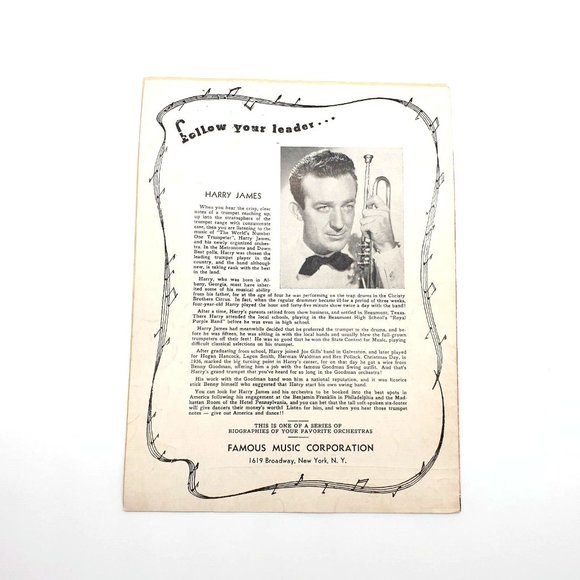 Follow your leader...
HARRY JAMES
When you hear the crisp, clear
notes of a trumpet reaching up,
up into the stratosphere of the
trumpet range with consummate
ease, then you are listening to the
music of "The World's Number
One Trumpeter", Harry James,
and his newly organized orches-
tra. In the Metronome and Down
Beat polls, Harry was chosen the
leading trumpet player in the
country, and the band although
new, is taking rank with the best
in the land.
Harry, who was born in Al-
beny, Georgia, must have inher-
ited some of his musical ability
from his father, for at the age of four he was performing on the trap drums in the Christy
Brothers Circus. In fact, when the regular drummer became ill for a period of three weeks,
four-year-old Harry played the hour and forty-five minute show twice a day—and got by!
After a time, Harry's parents retired from show business, and settled in Beaumont, Texas.
There Harry attended the local schools, playing in the Beaumont High School's "Royal
Purple Band" before he was even in high school.
Harry James had meanwhile decided that he preferred the trumpet to the drums, and be-
fore he was fifteen, he was sitting in with the local bands and usually blew the full-grown
trumpeters off their feet! He was so good that he won the State Contest for Music, playing
difficult classical selections on his trumpet.
After graduating from school, Harry joined Joe Gills' band in Galveston, and later played
for Hogan Hancock, Logan Smith, Herman Waldman and Ben Pollock. Christmas Day, in
1936, marked the big turning point in Harry's career, for on that day he got a wire from
Benny Goodman, offering him a job with the famous Goodman Swing outfit. And that's
Harry's grand trumpet that you've heard for so long in the Goodman orchestra!
His work with the Goodman band won him a national reputation, and it was licorice
stick Benny himself who suggested that Harry start his own swing band.
You can look for Harry James and his orchestra to be booked into the best spots in
America following his engagement at the Benjamin Franklin in Philadelphia and the Mad-
hattan Room of the Hotel Pennsylvania, and you can bet that the tall soft-spoken six-footer
will give dancers their money's worth! Listen for him, and when you hear those trumpet
notes — give out America and dance!!
THIS IS ONE OF A SERIES OF
BIOGRAPHIES OF YOUR FAVORITE ORCHESTRAS
FAMOUS MUSIC CORPORATION
1619 Broadway, New York, N. Y.